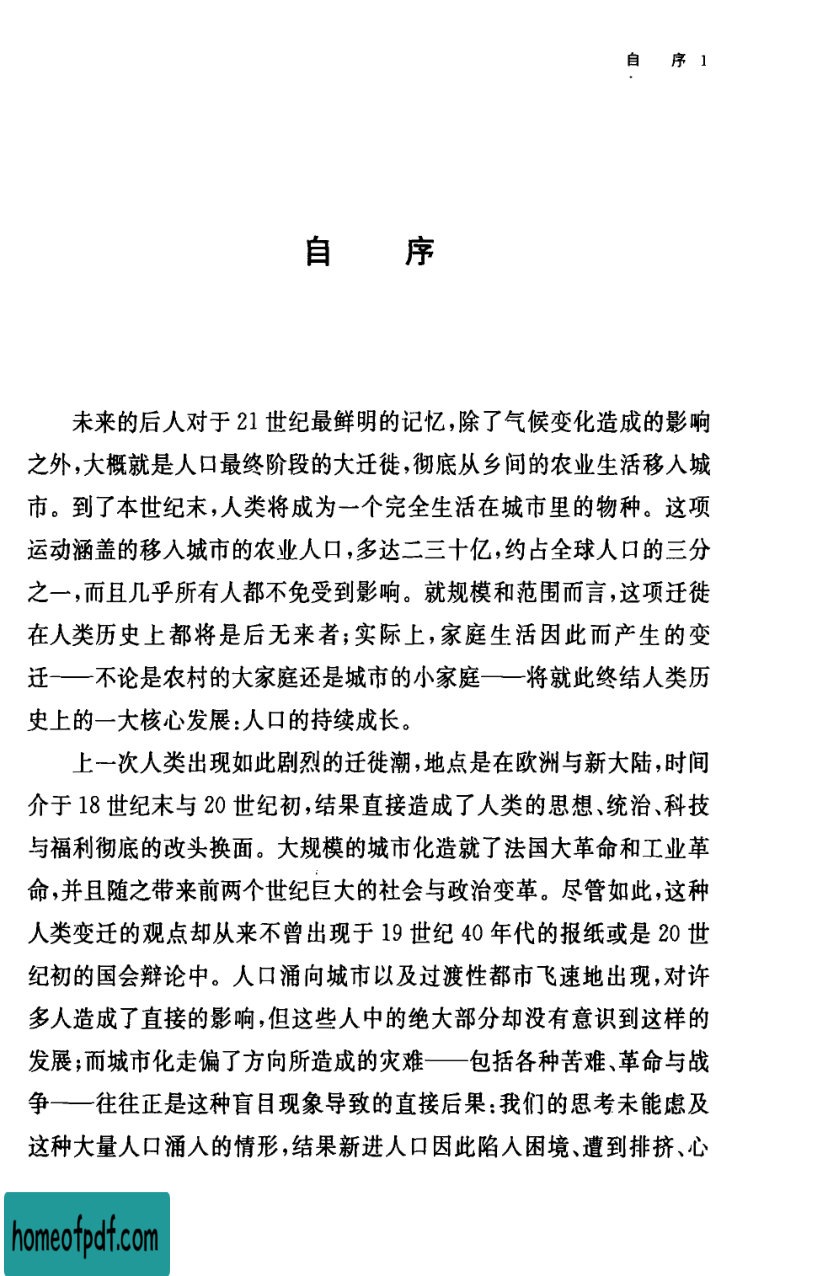 自 序 1
自 序
未来的后人对于 21 世纪最鲜明的记忆,除了气候变化造成的影响
之外,大概就是人口最终阶段的大迁徙,彻底从乡间的农业生活移入城
市。到了本世纪末,人类将成为一个完全生活在城市里的物种。这项
运动涵盖的移入城市的农业人口,多达二三十亿,约占全球人口的三分
之一,而且几乎所有人都不免受到影响。就规模和范围而言,这项迁徙
在人类历史上都将是后无来者;实际上,家庭生活因此而产生的变
迁——不论是农村的大家庭还是城市的小家庭——将就此终结人类历
史上的一大核心发展:人口的持续成长。
上一次人类出现如此剧烈的迁徙潮,地点是在欧洲与新大陆,时间
介于 18 世纪末与 20 世纪初,结果直接造成了人类的思想、统治、科技
与福利彻底的改头换面。大规模的城市化造就了法国大革命和工业革
命,并且随之带来前两个世纪巨大的社会与政治变革。尽管如此,这种
人类变迁的观点却从来不曾出现于 19 世纪 40 年代的报纸或是 20 世
纪初的国会辩论中。人口涌向城市以及过渡性都市飞速地出现,对许
多人造成了直接的影响,但这些人中的绝大部分却没有意识到这样的
发展;而城市化走偏了方向所造成的灾难——包括各种苦难、革命与战
争——往往正是这种盲目现象导致的直接后果:我们的思考未能虑及
这种大量人口涌入的情形,结果新进人口因此陷入困境、遭到排挤、心
homeofpdf.com